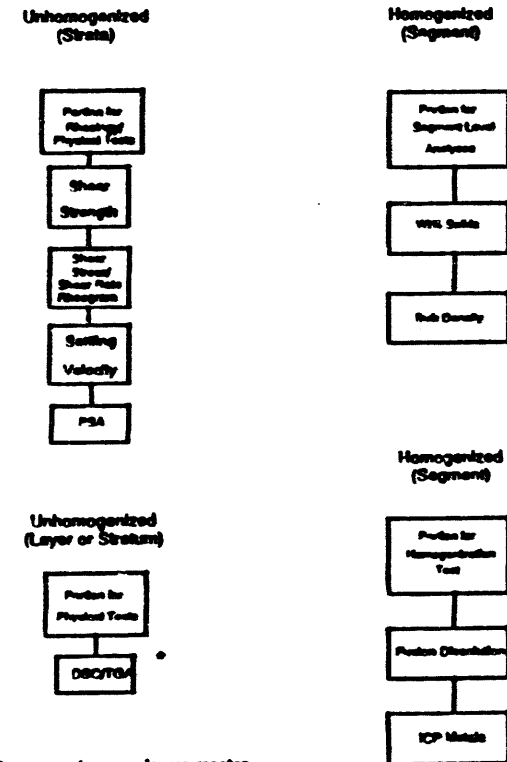 Unhomogenized
(Strata)
Portion for
Rheology/
Physical Tests
Shear
Strength
Shear
Stress/
Shear Rate
Rheogram
Settling
Velocity
PSA
Unhomogenized
(Layer or Stratum)
Portion for
Physical Tests
DSC/TGA
Homogenized
(Segment)
Portion for
Segment Level
Analyses
Wt% Solids
Bulk Density
Homogenized
(Segment)
Portion for
Homogenization
Test
Fusion Dissolution
ICP Metals